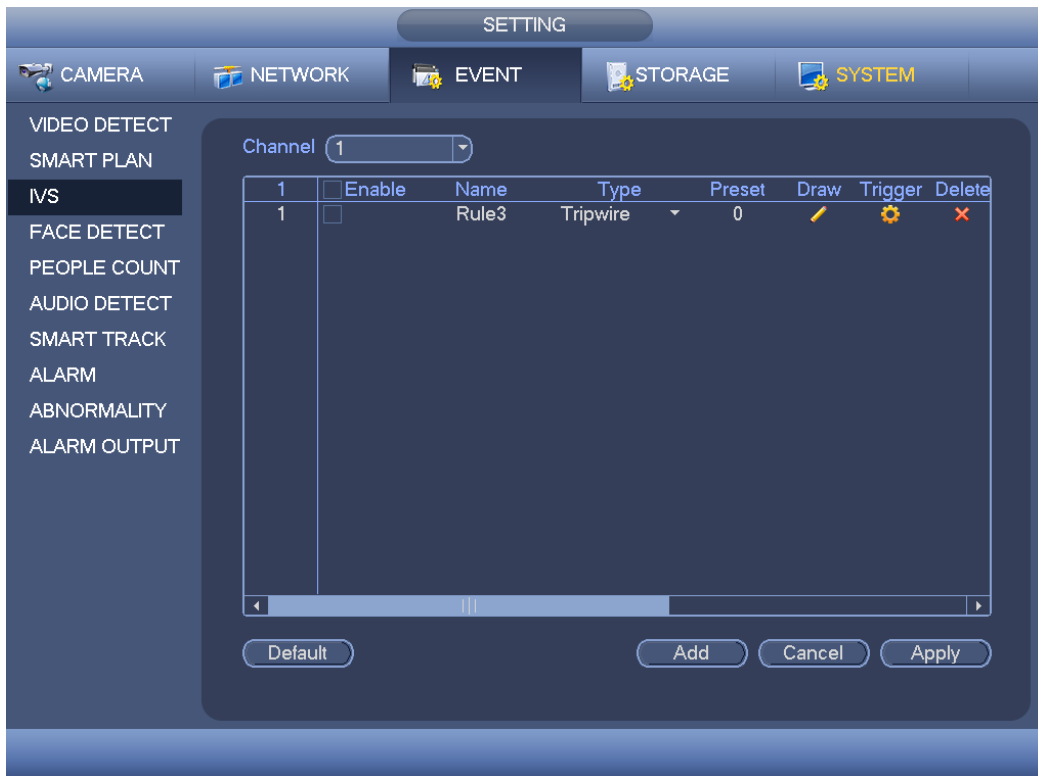 SETTING
CAMERA NETWORK EVENT STORAGE SYSTEM
VIDEO DETECT
SMART PLAN
IVS
FACE DETECT
PEOPLE COUNT
AUDIO DETECT
SMART TRACK
ALARM
ABNORMALITY
ALARM OUTPUT
Channel 1
1 Enable Name Type Preset Draw Trigger Delete
1 Rule3 Tripwire 0
Default Add Cancel Apply